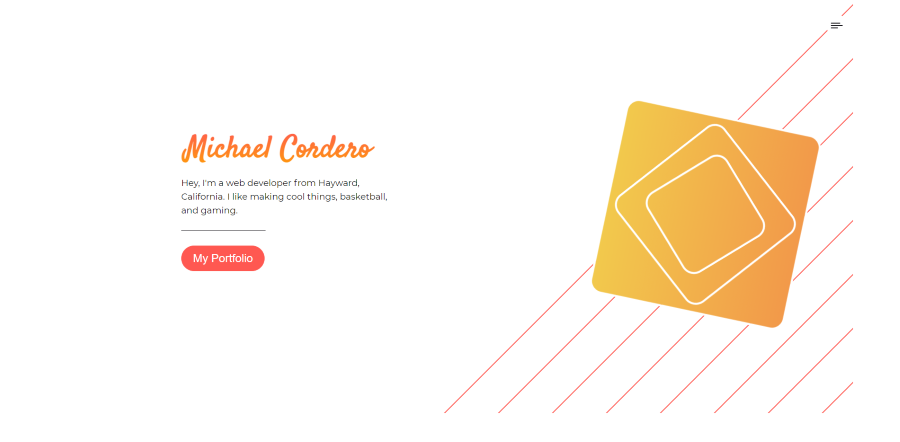 Michael Cordero
Hey, I'm a web developer from Hayward,
California. I like making cool things, basketball,
and gaming.
My Portfolio